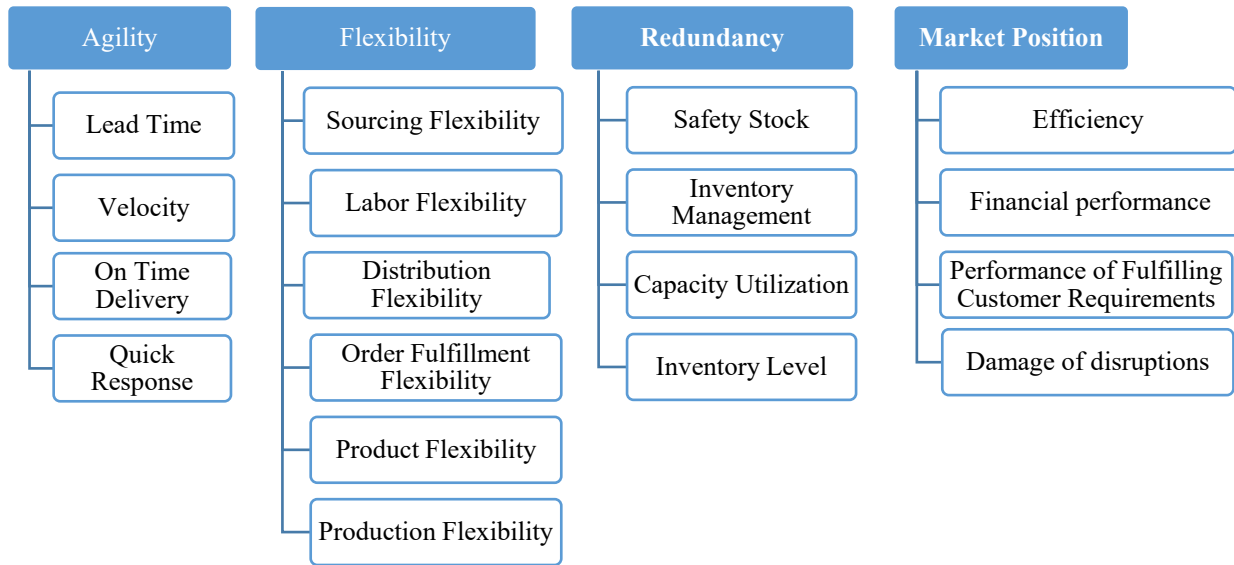 Agility
Lead Time
Velocity
On Time
Delivery
Quick
Response
Flexibility
Sourcing Flexibility
Labor Flexibility
Distribution
Flexibility
Order Fulfillment
Flexibility
Product Flexibility
Production Flexibility
Redundancy
Safety Stock
Inventory
Management
Capacity Utilization
Inventory Level
Market Position
Efficiency
Financial performance
Performance of Fulfilling
Customer Requirements
Damage of disruptions